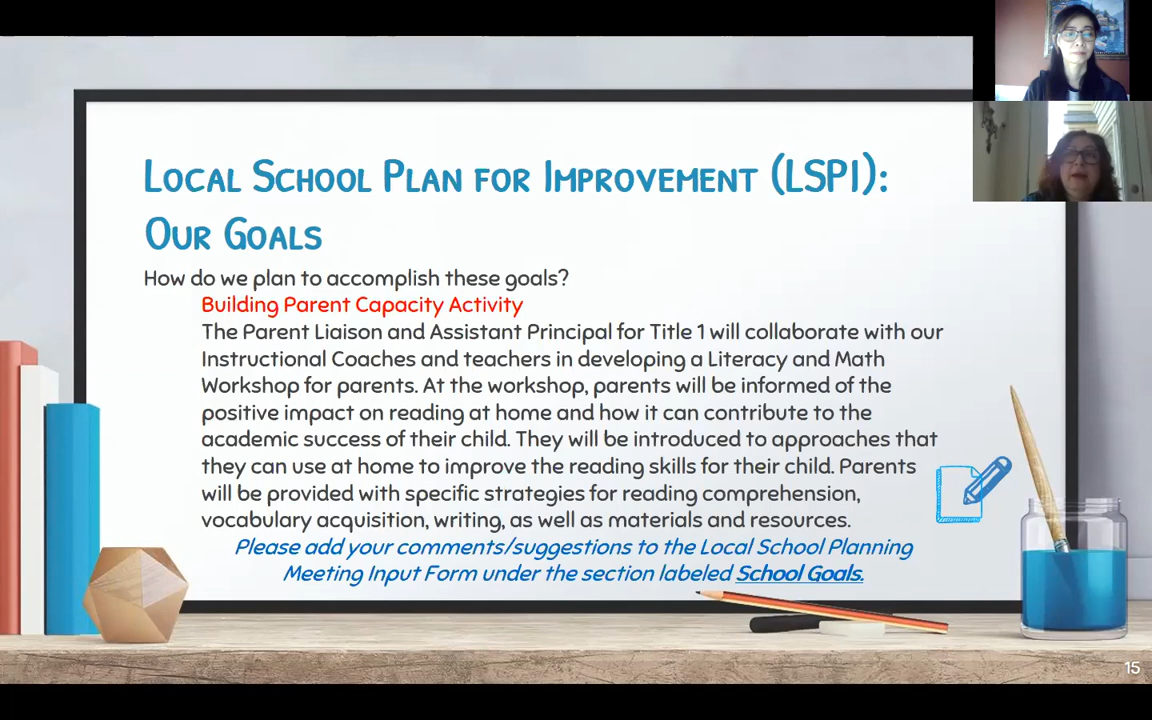 Local School Plan for Improvement (LSPI):
Our Goals
How do we plan to accomplish these goals?
Building Parent Capacity Activity
The Parent Liaison and Assistant Principal for Title 1 will collaborate with our
Instructional Coaches and teachers in developing a Literacy and Math
Workshop for parents. At the workshop, parents will be informed of the
positive impact on reading at home and how it can contribute to the
academic success of their child. They will be introduced to approaches that
they can use at home to improve the reading skills for their child. Parents
will be provided with specific strategies for reading comprehension,
vocabulary acquisition, writing, as well as materials and resources.
Please add your comments/suggestions to the Local School Planning
Meeting Input Form under the section labeled School Goals.
15